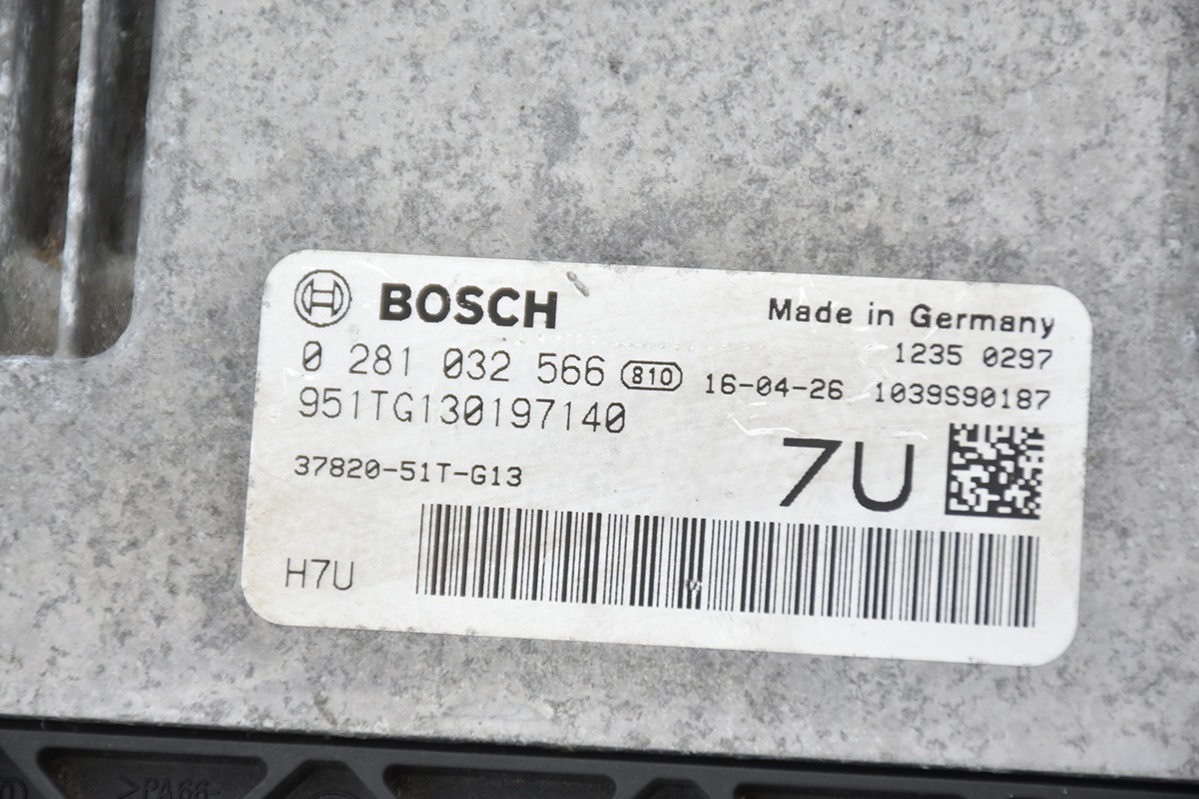 BOSCH
Made in Germany
1235 0297
0 281 032 566 810 16-04-26 1039S90187
951TG130197140
7U
37820-51T-G13
H7U
>PA66-